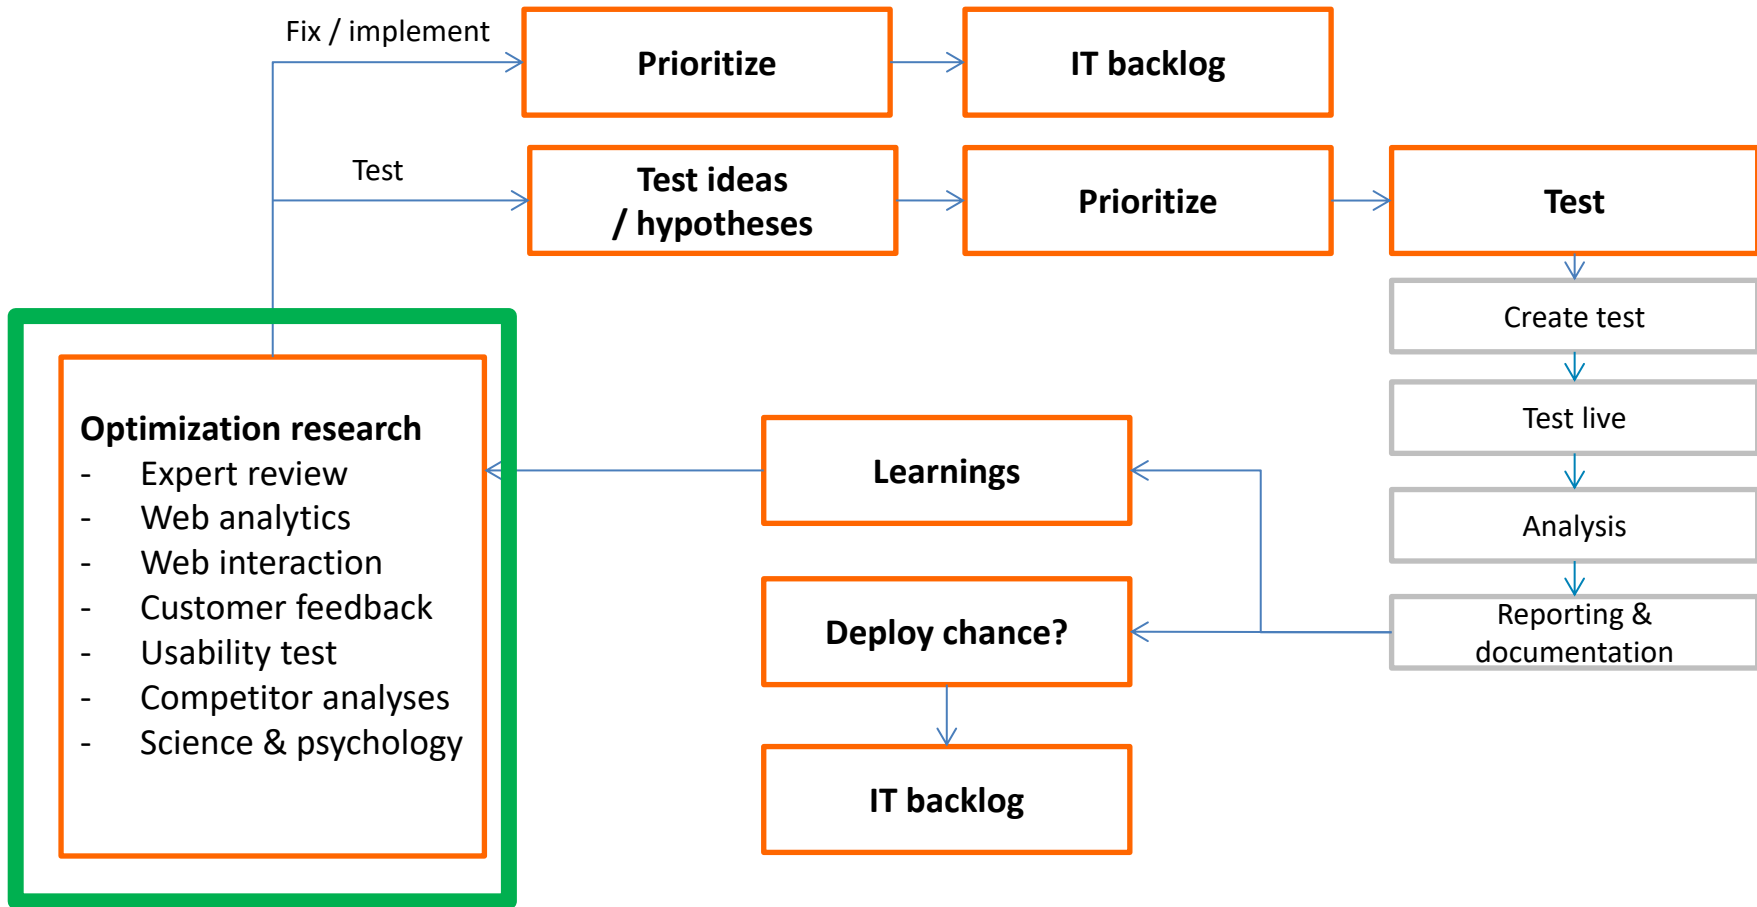 Fix / implement
Prioritize
IT backlog
Test
Test ideas
/ hypotheses
Prioritize
Test
Create test
Test live
Analysis
Reporting &
documentation
Learnings
Deploy chance?
IT backlog
Optimization research
- Expert review
- Web analytics
- Web interaction
- Customer feedback
- Usability test
- Competitor analyses
- Science & psychology